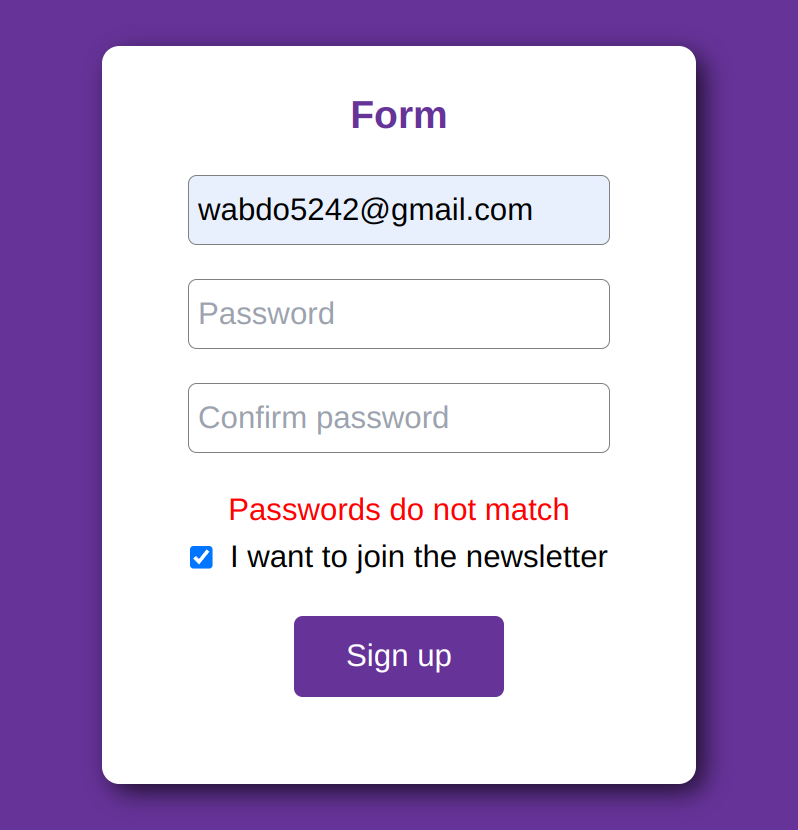 Form
wabdo5242@gmail.com
Password
Confirm password
Passwords do not match
I want to join the newsletter
Sign up